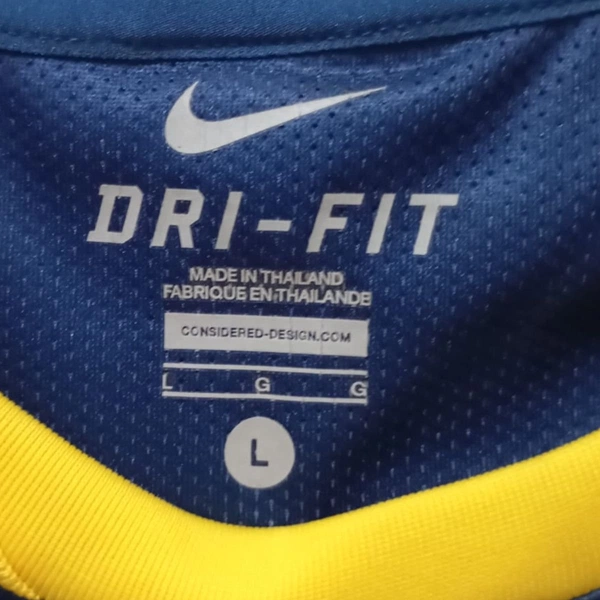 DRI-FIT
MADE IN THAILAND
FABRIQUE EN THAILANDE
CONSIDERED-DESIGN.COM
L G G
L